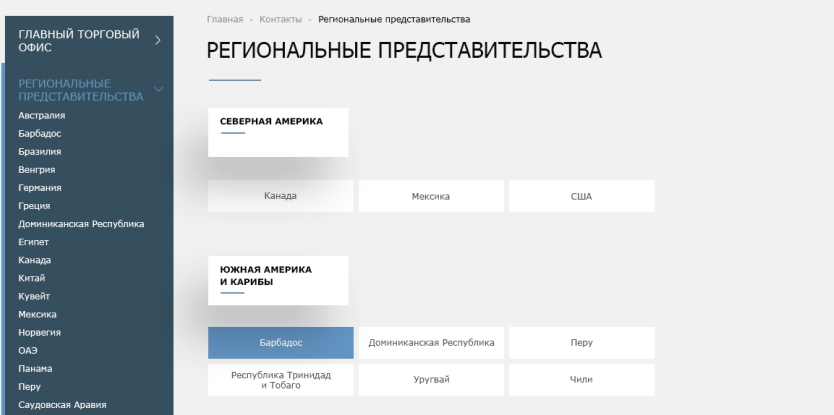 ГЛАВНЫЙ ТОРГОВЫЙ
ОФИС
РЕГИОНАЛЬНЫЕ
ПРЕДСТАВИТЕЛЬСТВА
Австралия
Барбадос
Бразилия
Венгрия
Германия
Греция
Доминиканская Республика
Египет
Канада
Китай
Кувейт
Мексика
Норвегия
ОАЭ
Панама
Перу
Саудовская Аравия
Главная - Контакты - Региональные представительства
РЕГИОНАЛЬНЫЕ ПРЕДСТАВИТЕЛЬСТВА
СЕВЕРНАЯ АМЕРИКА
Канада Мексика США
ЮЖНАЯ АМЕРИКА
И КАРИБЫ
Барбадос Доминиканская Республика Перу
Республика Тринидад
и Тобаго
Уругвай Чили